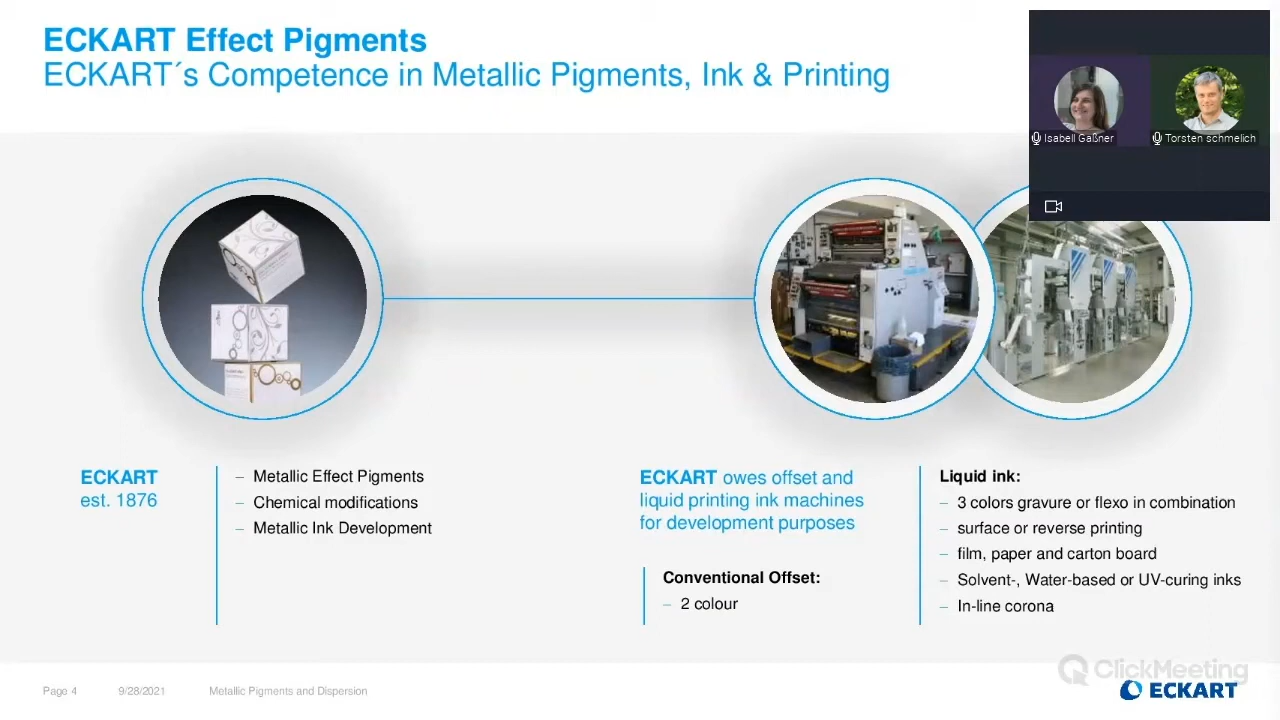 ECKART Effect Pigments
ECKART´s Competence in Metallic Pigments, Ink & Printing
Isabell Gaßner
Torsten schmelich
ECKART
est. 1876
– Metallic Effect Pigments
– Chemical modifications
– Metallic Ink Development
ECKART owes offset and
liquid printing ink machines
for development purposes
Conventional Offset:
– 2 colour
Liquid ink:
– 3 colors gravure or flexo in combination
– surface or reverse printing
– film, paper and carton board
– Solvent-, Water-based or UV-curing inks
– In-line corona
Page 4
9/28/2021
Metallic Pigments and Dispersion
ClickMeeting
ECKART